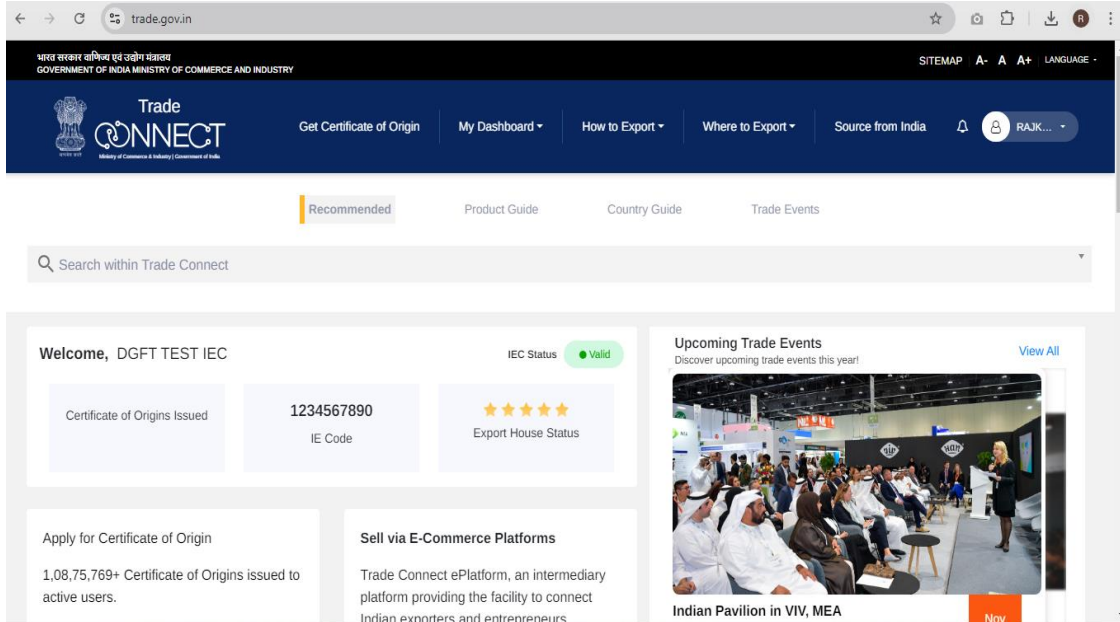 trade.gov.in
R
भारत सरकार वाणिज्य एवं उद्योग मंत्रालय
GOVERNMENT OF INDIA MINISTRY OF COMMERCE AND INDUSTRY
SITEMAP A- A A+ LANGUAGE
Trade
CONNECT
Ministry of Commerce & Industry | Government of India
Get Certificate of Origin
My Dashboard
How to Export
Where to Export
Source from India
RAJK...
Recommended
Product Guide
Country Guide
Trade Events
Search within Trade Connect
Welcome, DGFT TEST IEC
IEC Status
Valid
Certificate of Origins Issued
1234567890
IE Code
Export House Status
Apply for Certificate of Origin
1,08,75,769+ Certificate of Origins issued to
active users.
Sell via E-Commerce Platforms
Trade Connect ePlatform, an intermediary
platform providing the facility to connect
Indian exporters and entrepreneurs
Upcoming Trade Events
Discover upcoming trade events this year!
View All
Indian Pavilion in VIV, MEA
Nov